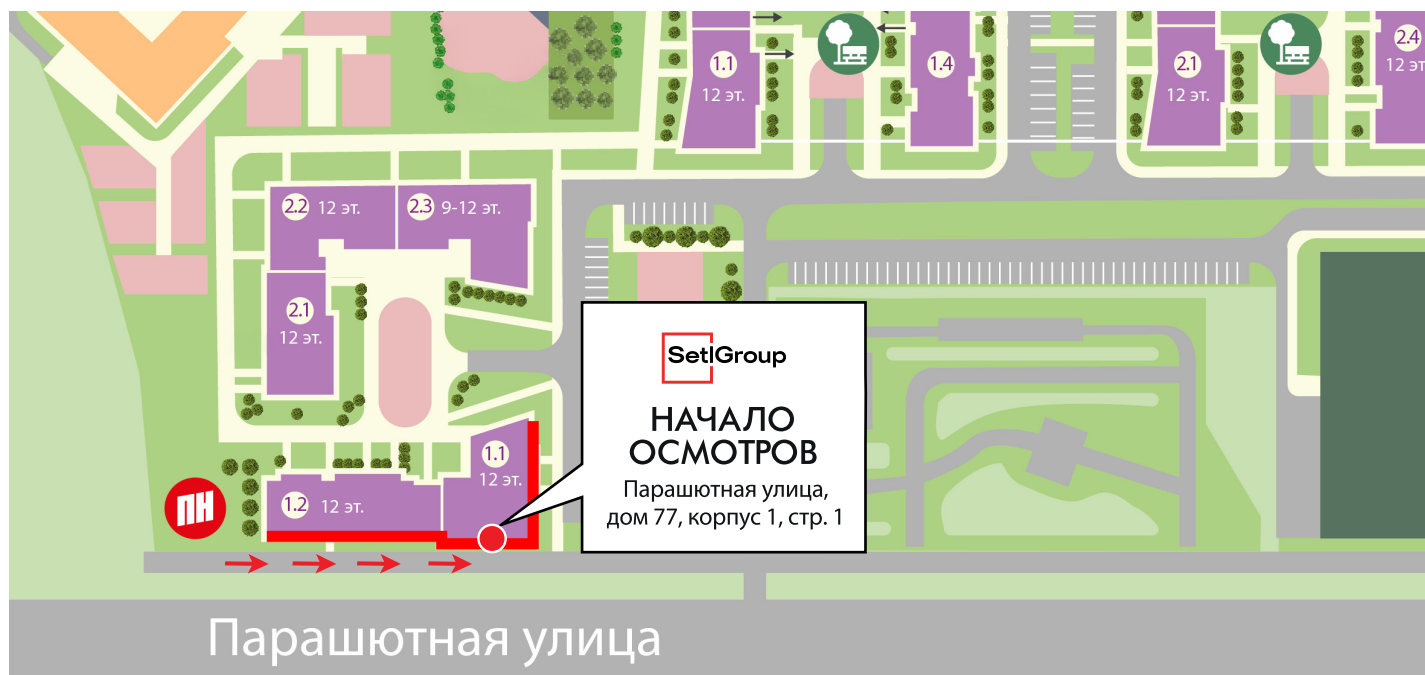 1.1
12 эт.
1.4
2.1
12 эт.
2.4
12 эт.
2.2 12 эт.
2.3 9-12 эт.
2.1
12 эт.
SetlGroup
НАЧАЛО
ОСМОТРОВ
Парашютная улица,
дом 77, корпус 1, стр. 1
1.1
12 эт.
1.2 12 эт.
ПН
Парашютная улица